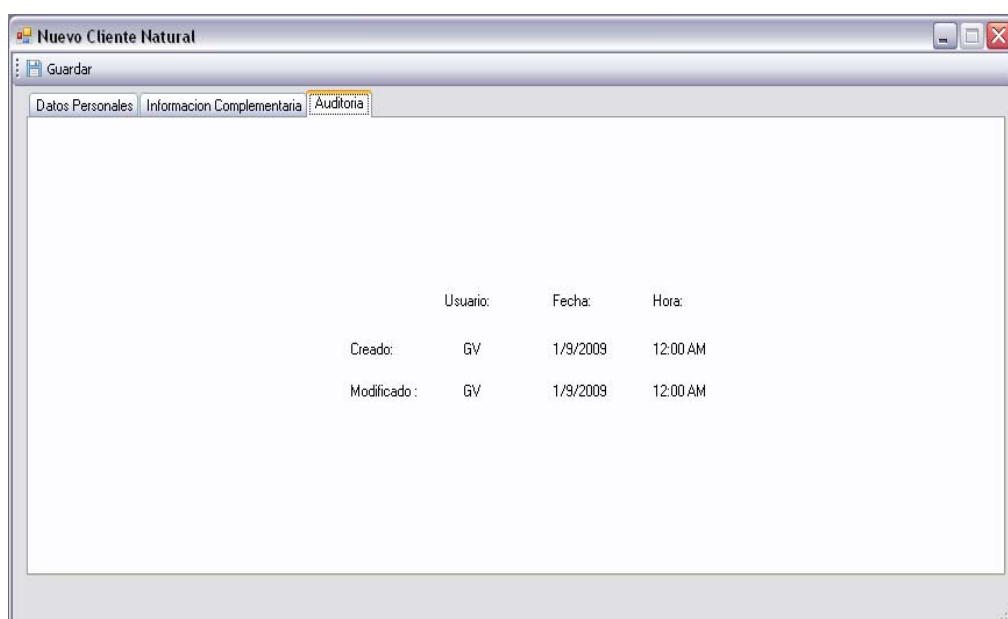 Nuevo Cliente Natural
Guardar
Datos Personales Informacion Complementaria Auditoria
Usuario: Fecha: Hora:
Creado: GV 1/9/2009 12:00 AM
Modificado : GV 1/9/2009 12:00 AM